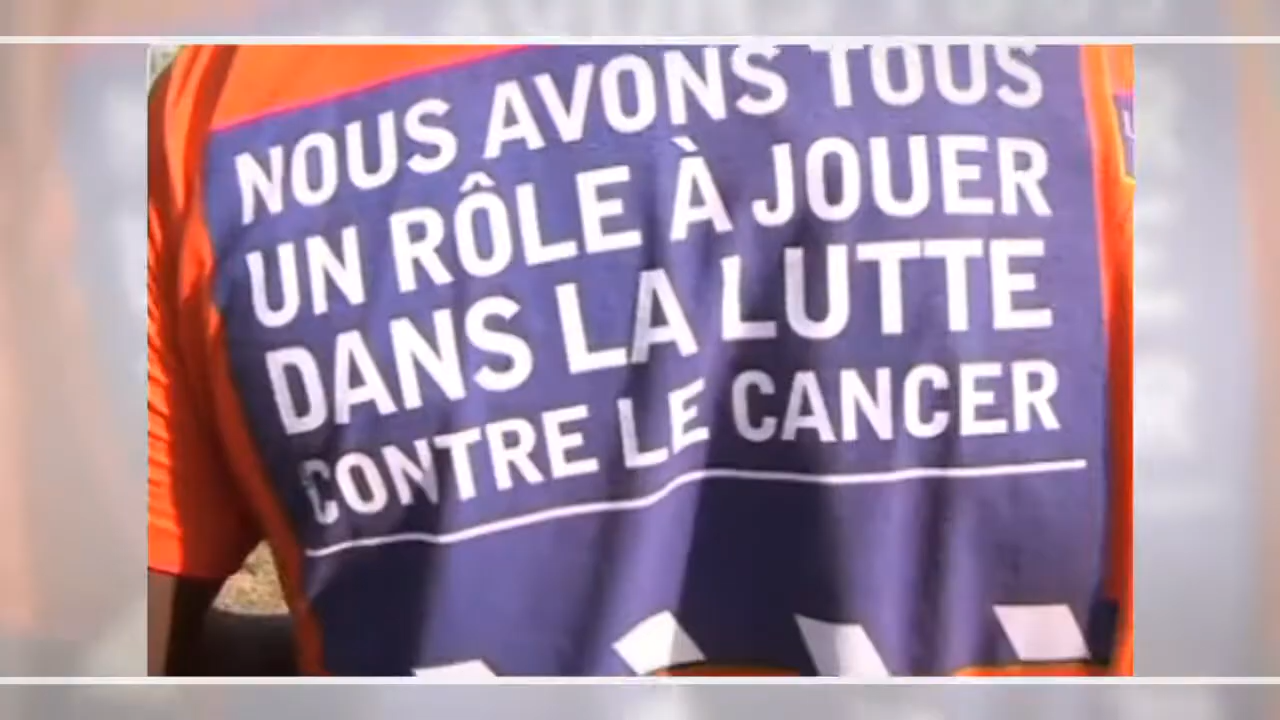 NOUS AVONS TOUS
UN RÔLE À JOUER
DANS LA LUTTE
CONTRE LE CANCER